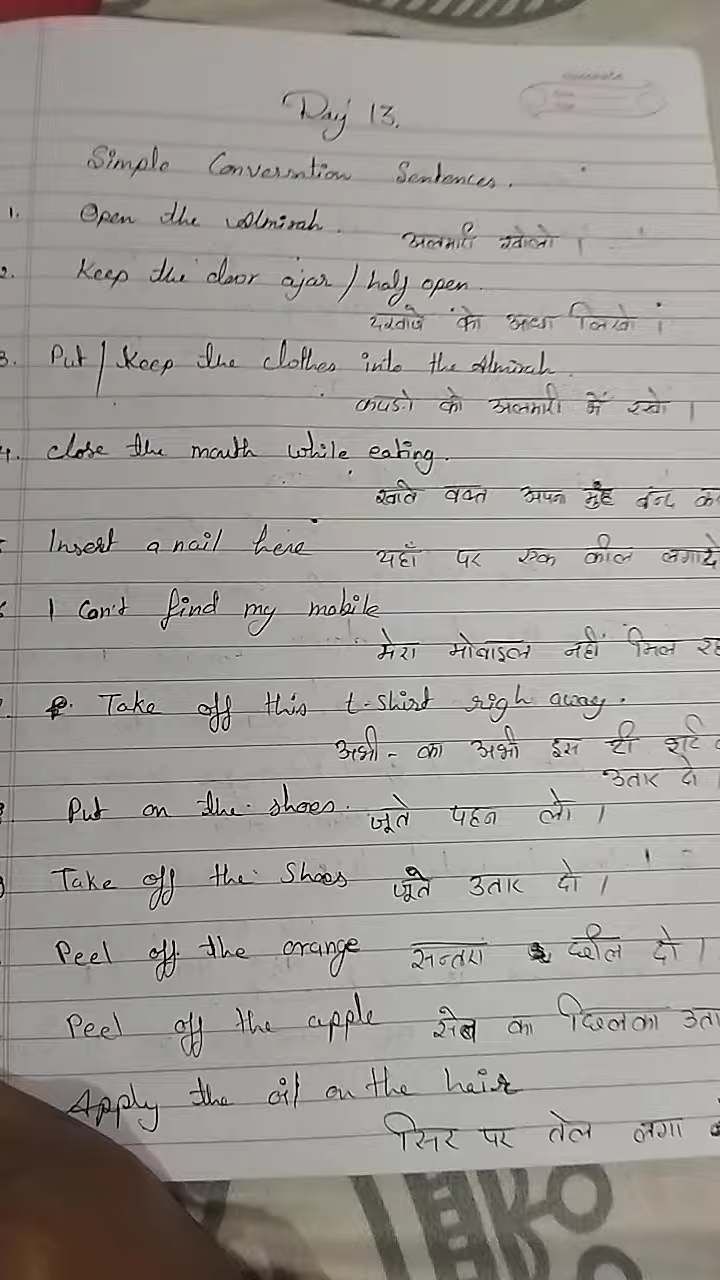 Day 13.
Simple Converstion Sentences.
1. Open the Almirah.
अलमारी खोलो ।
2. Keep the door ajar / half open.
दरवाजे को आधा
3. Put / Keep the clothes into the Almirah.
कपड़ो को अलमारी में रखो ।
4. close the mouth while eating.
खाते वक्त अपना मुँह बंन्द
Insert a nail here
यहाँ पर एक कील लगादो
I Can't find my mobile
मेरा मोबाइल नहीं मिल
Take off this t-shirt righ away.
अभी - का अभी इस टी शर्ट
उतार दो ।
Put on the shoes.
जूते पहन लो ।
Take off the Shoes
जूते उतार दो ।
Peel off the orange
सन्तरा छील दो ।
Peel off the apple
सेब का छिलका
Apply the oil on the hair
सिर पर तेल लगा